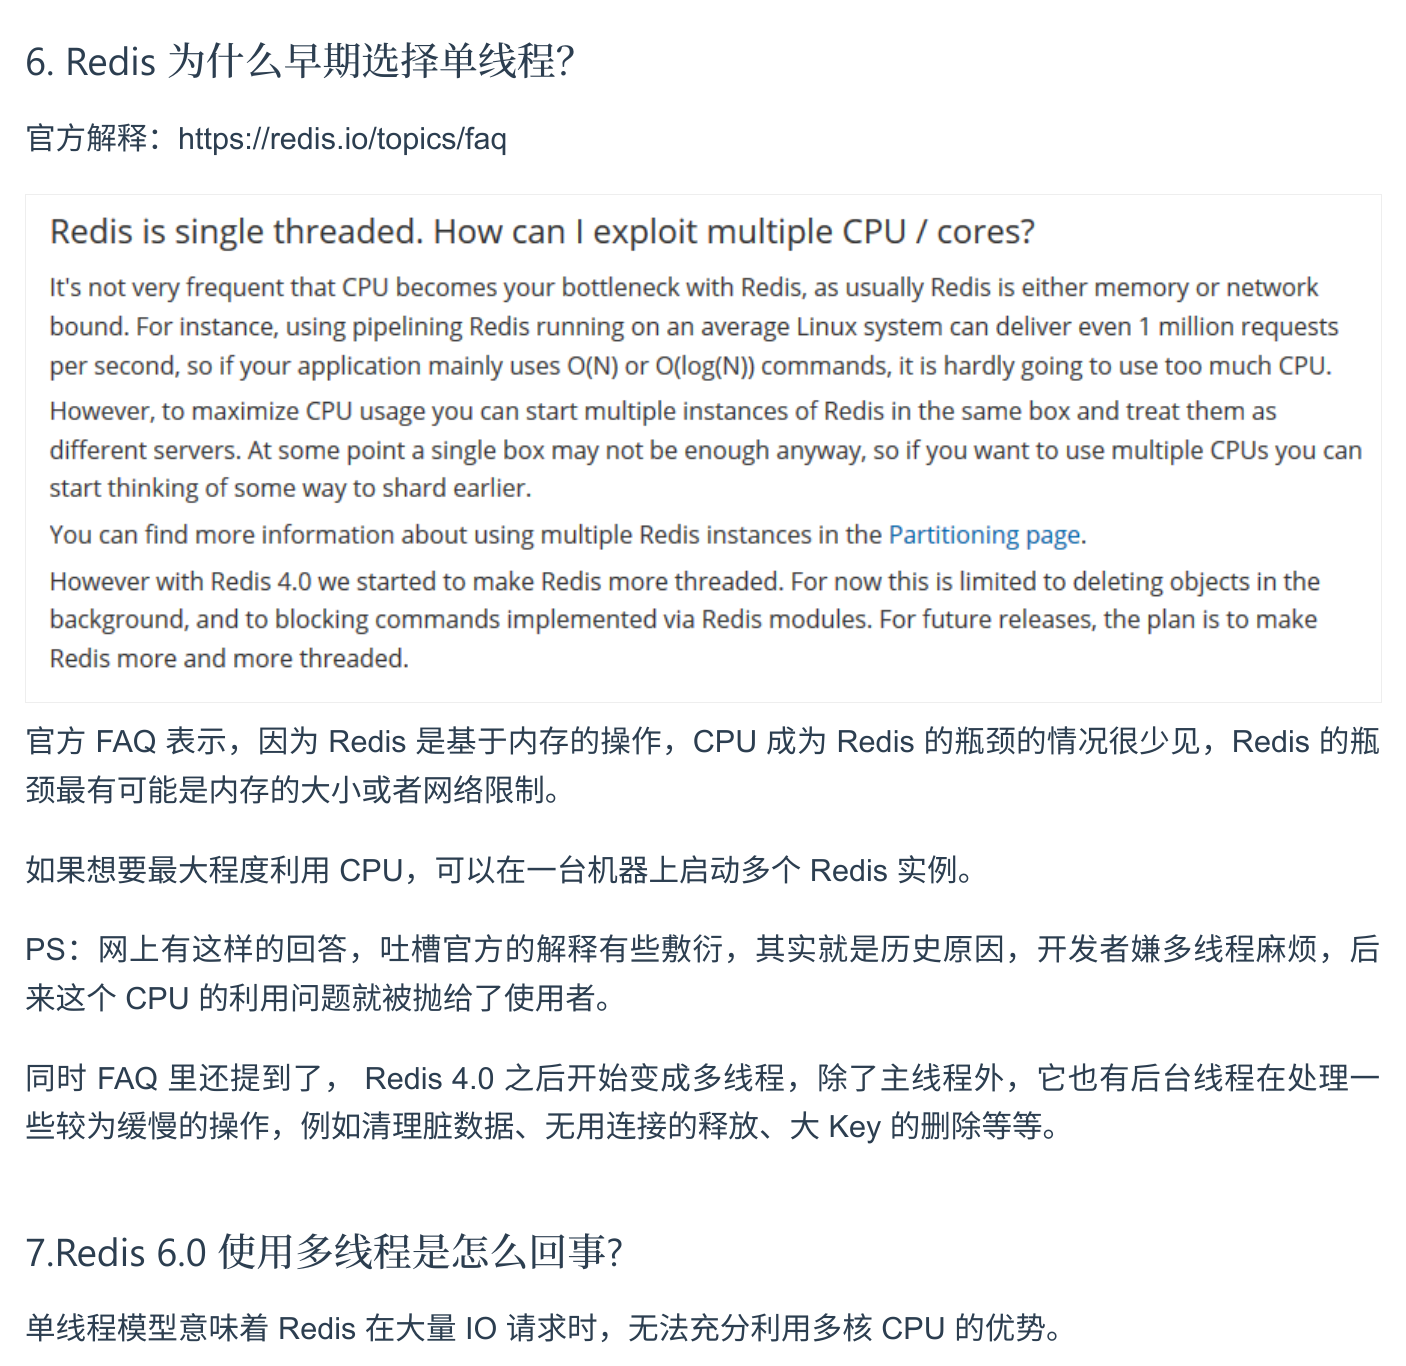 6. Redis 为什么早期选择单线程？
官方解释：https://redis.io/topics/faq
Redis is single threaded. How can I exploit multiple CPU / cores?
It's not very frequent that CPU becomes your bottleneck with Redis, as usually Redis is either memory or network
bound. For instance, using pipelining Redis running on an average Linux system can deliver even 1 million requests
per second, so if your application mainly uses O(N) or O(log(N)) commands, it is hardly going to use too much CPU.
However, to maximize CPU usage you can start multiple instances of Redis in the same box and treat them as
different servers. At some point a single box may not be enough anyway, so if you want to use multiple CPUs you can
start thinking of some way to shard earlier.
You can find more information about using multiple Redis instances in the Partitioning page.
However with Redis 4.0 we started to make Redis more threaded. For now this is limited to deleting objects in the
background, and to blocking commands implemented via Redis modules. For future releases, the plan is to make
Redis more and more threaded.
官方 FAQ 表示，因为 Redis 是基于内存的操作，CPU 成为 Redis 的瓶颈的情况很少见，Redis 的瓶
颈最有可能是内存的大小或者网络限制。
如果想要最大程度利用 CPU，可以在一台机器上启动多个 Redis 实例。
PS：网上有这样的回答，吐槽官方的解释有些敷衍，其实就是历史原因，开发者嫌多线程麻烦，后
来这个 CPU 的利用问题就被抛给了使用者。
同时 FAQ 里还提到了， Redis 4.0 之后开始变成多线程，除了主线程外，它也有后台线程在处理一
些较为缓慢的操作，例如清理脏数据、无用连接的释放、大 Key 的删除等等。
7.Redis 6.0 使用多线程是怎么回事?
单线程模型意味着 Redis 在大量 IO 请求时，无法充分利用多核 CPU 的优势。